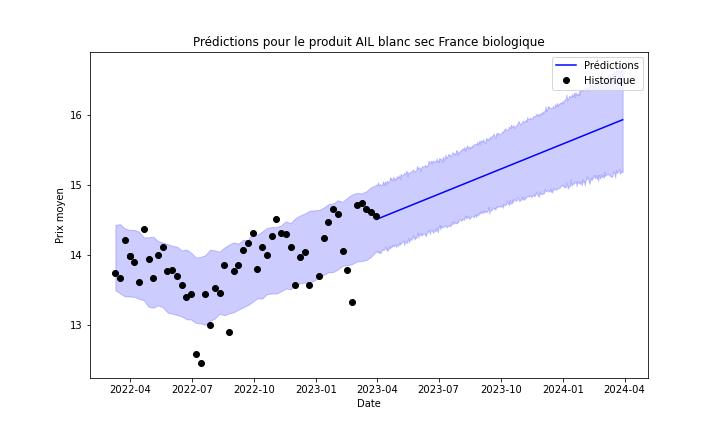 Prédictions pour le produit AIL blanc sec France biologique
Prédictions
Historique
Prix moyen
16
15
14
13
2022-04 2022-07 2022-10 2023-01 2023-04 2023-07 2023-10 2024-01 2024-04
Date